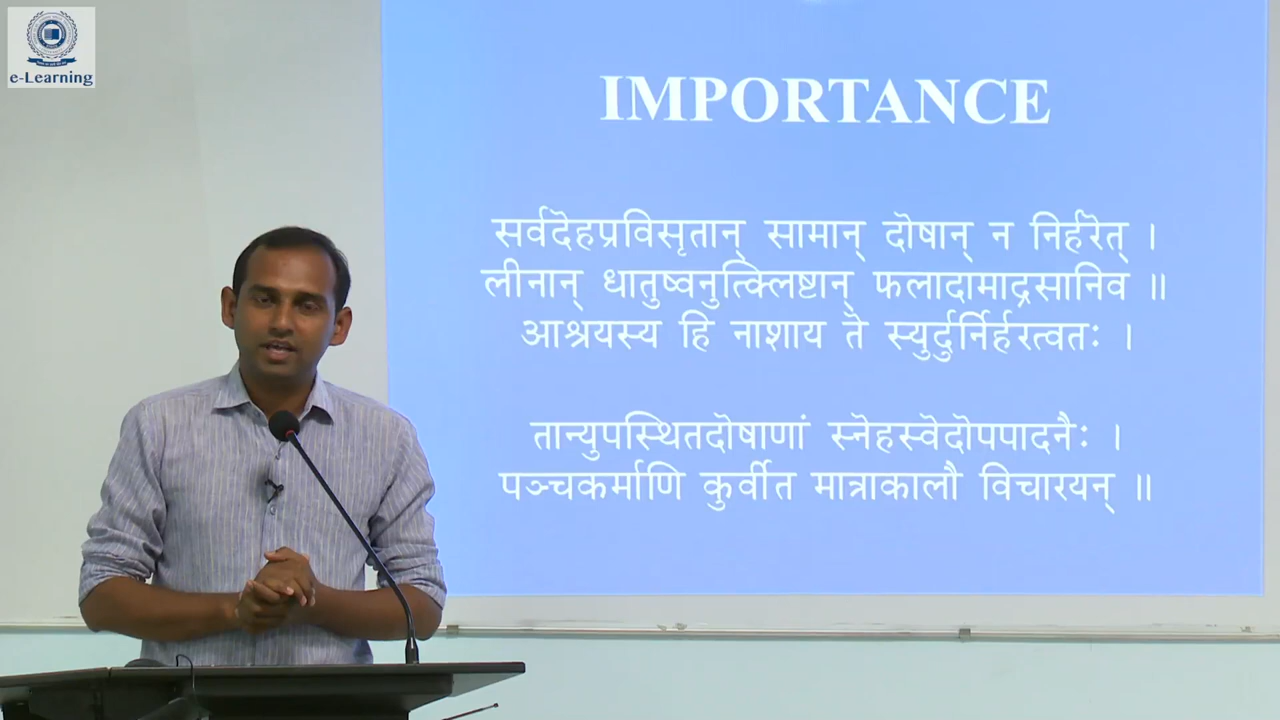 e-Learning
IMPORTANCE
सर्वदेहप्रविसृतान् सामान् दोषान् न निर्हरेत् ।
लीनान् धातुष्वनुत्क्लिष्टान् फलादामाद्रसानिव ॥
आश्रयस्य हि नाशाय ते स्युर्दुर्निर्हरत्वतः ।
तान्युपस्थितदोषाणां स्नेहस्वेदोपपादनैः ।
पञ्चकर्माणि कुर्वीत मात्राकालौ विचारयन् ॥